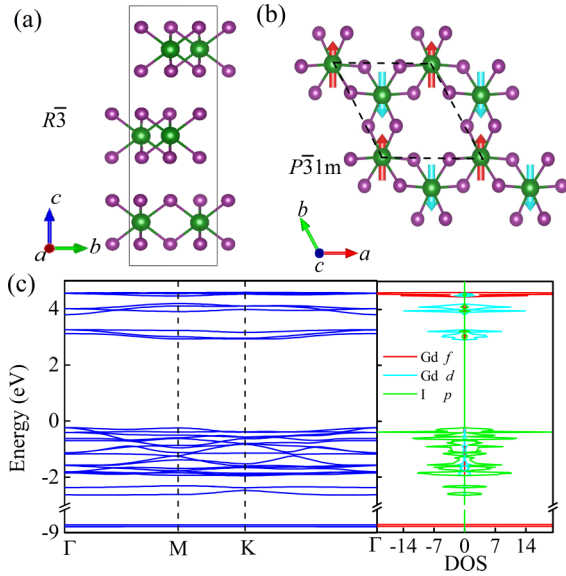 (a)
R3̅
c
a
b
(b)
P3̅1m
b
c
a
(c)
Energy (eV)
4
2
0
-2
-9
Γ
M
K
Γ
Gd f
Gd d
I p
-14
-7
0
7
14
DOS